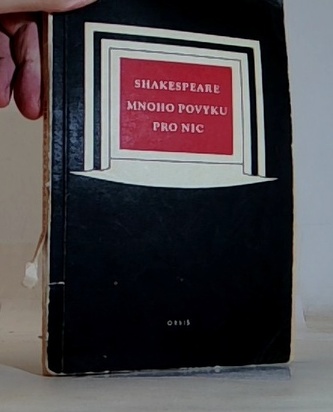 SHAKESPEARE
MNOHO POVYKU
PRO NIC
ORBIS